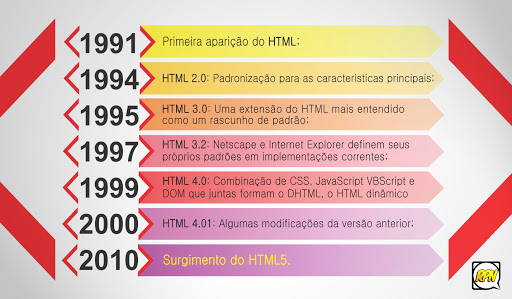 1991
Primeira aparição do HTML;
1994
HTML 2.0: Padronização para as características principais;
1995
HTML 3.0: Uma extensão do HTML mais entendido
como um rascunho de padrão;
1997
HTML 3.2: Netscape e Internet Explorer definem seus
próprios padrões em implementações correntes;
1999
HTML 4.0: Combinação de CSS, JavaScript VBScript e
DOM que juntas formam o DHTML, o HTML dinâmico
2000
HTML 4.01: Algumas modificações da versão anterior;
2010
Surgimento do HTML5.